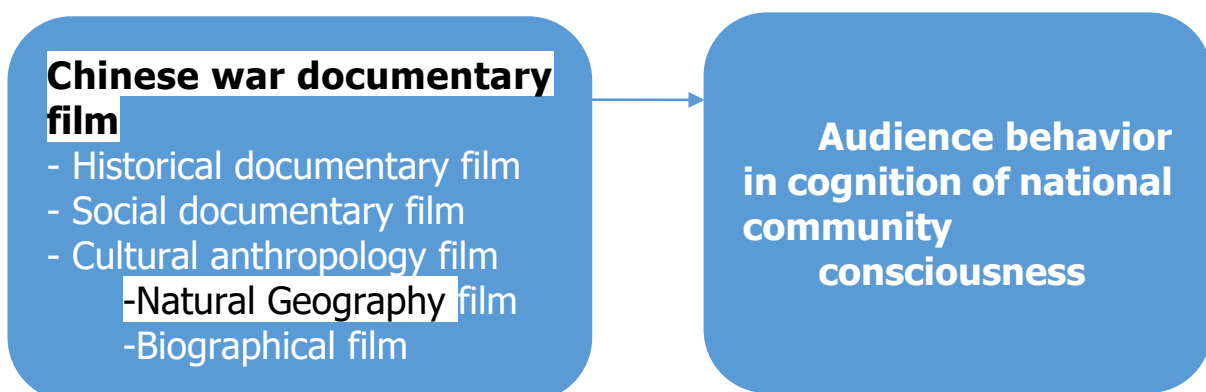 Chinese war documentary
film
- Historical documentary film
- Social documentary film
- Cultural anthropology film
-Natural Geography film
-Biographical film
Audience behavior
in cognition of national
community
consciousness